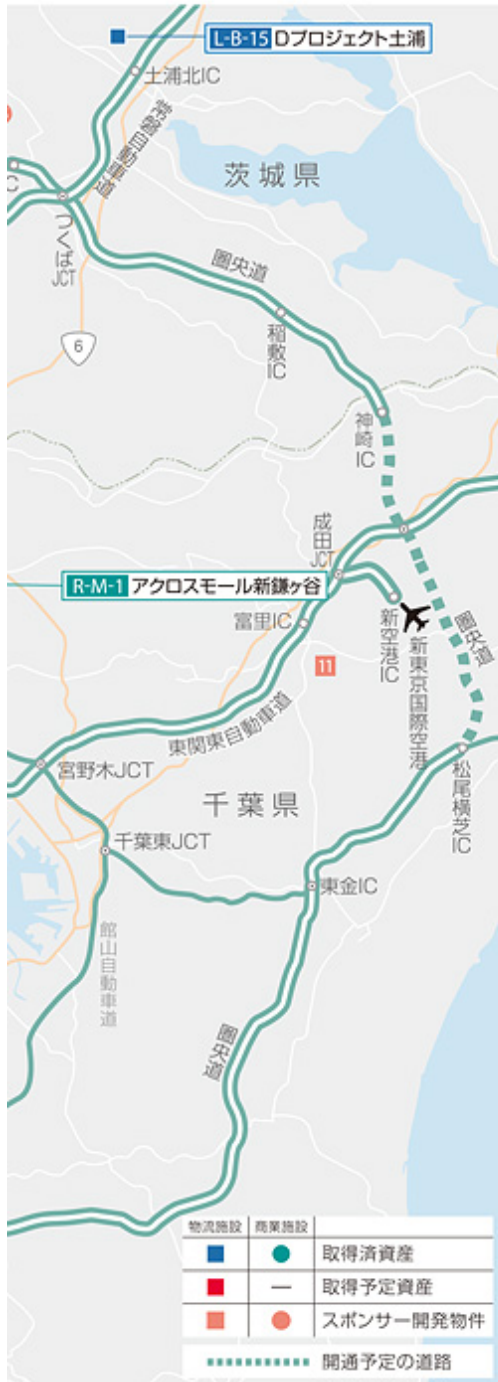 L-B-15 Dプロジェクト土浦
土浦北IC
常磐自動車道
茨城県
C
つくばJCT
圏央道
6
稲敷IC
神崎IC
成田JCT
R-M-1 アクロスモール新鎌ヶ谷
富里IC
新空港IC
新東京国際空港
圏央道
11
東関東自動車道
宮野木JCT
千葉県
松尾横芝IC
千葉東JCT
東金IC
館山自動車道
圏央道
物流施設 商業施設
取得済資産
― 取得予定資産
スポンサー開発物件
開通予定の道路